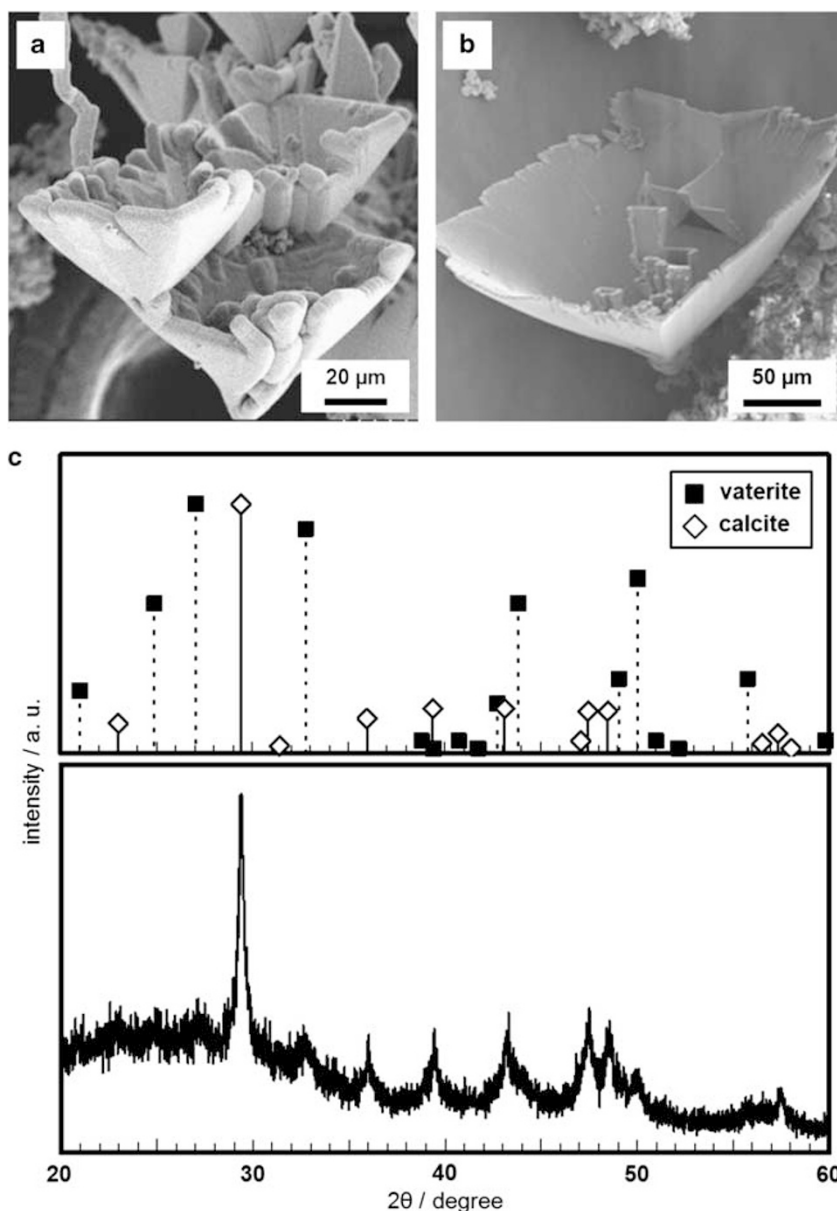 a
b
20 µm
50 µm
c
vaterite
calcite
intensity / a. u.
20
30
40
50
60
2θ / degree